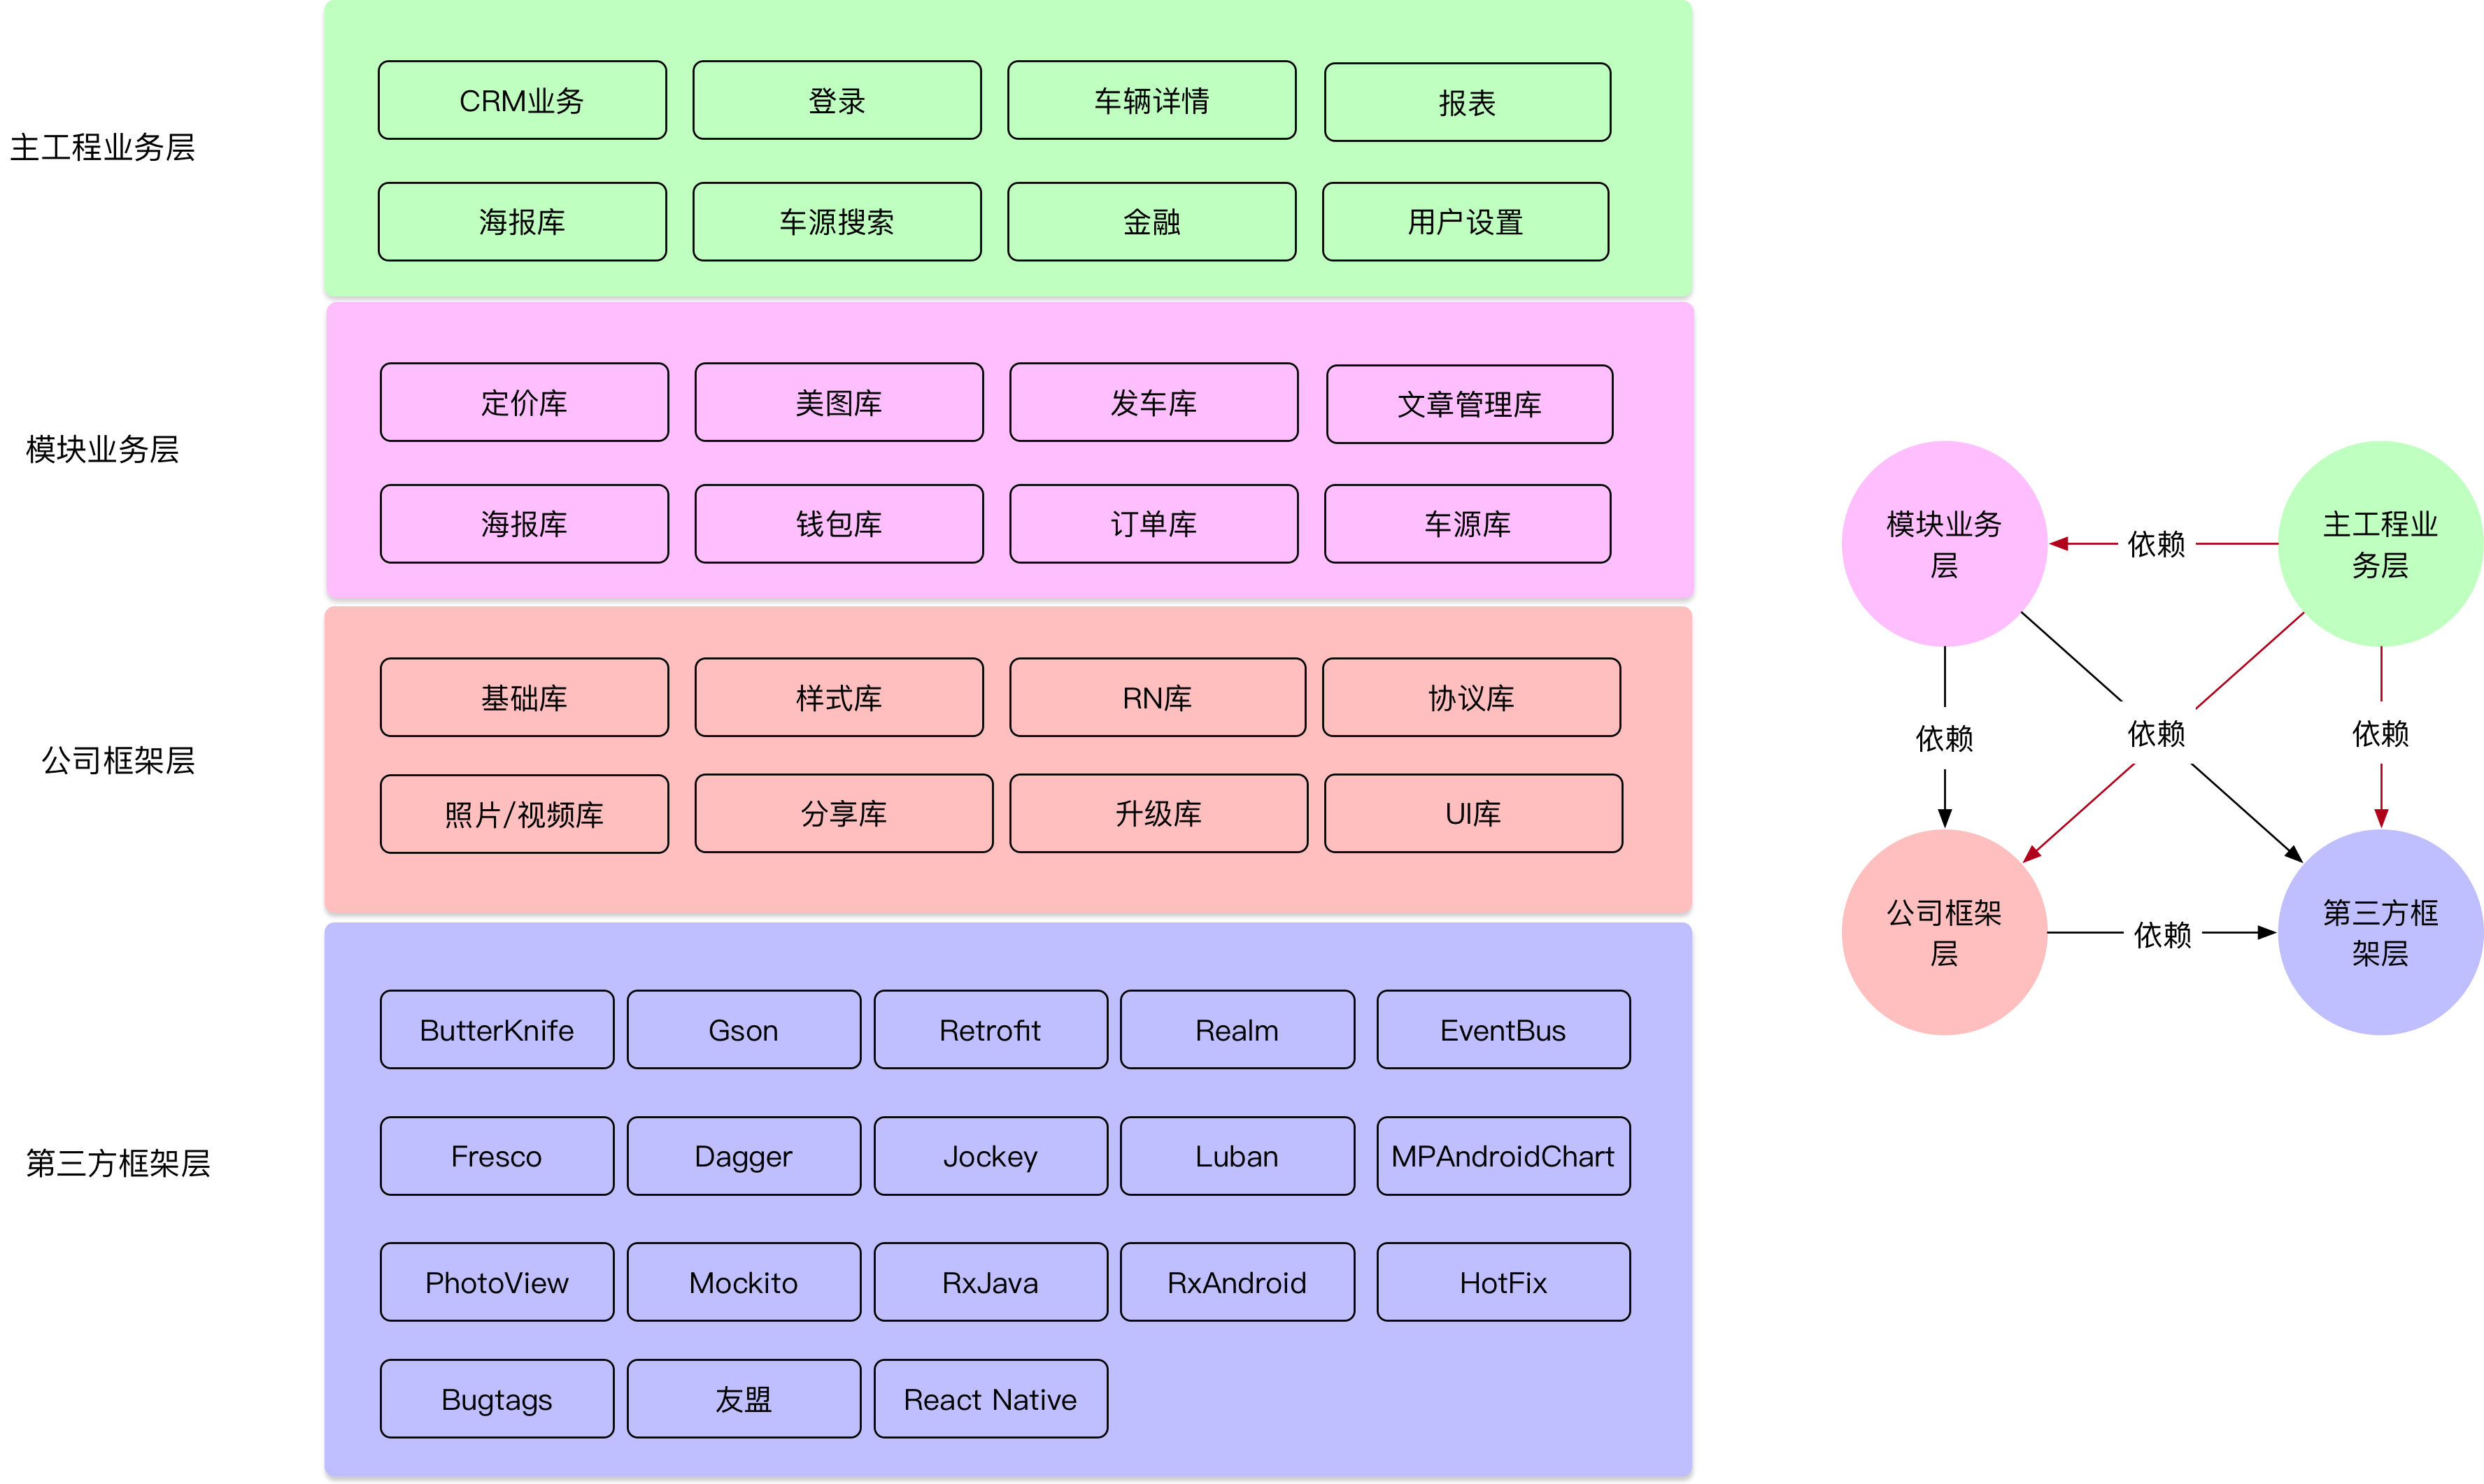 主工程业务层
CRM业务
登录
车辆详情
报表
海报库
车源搜索
金融
用户设置
模块业务层
定价库
美图库
发车库
文章管理库
海报库
钱包库
订单库
车源库
公司框架层
基础库
样式库
RN库
协议库
照片/视频库
分享库
升级库
UI库
第三方框架层
ButterKnife
Gson
Retrofit
Realm
EventBus
Fresco
Dagger
Jockey
Luban
MPAndroidChart
PhotoView
Mockito
RxJava
RxAndroid
HotFix
Bugtags
友盟
React Native
模块业务
层
依赖
主工程业
务层
依赖
依赖
依赖
公司框架
层
依赖
第三方框
架层